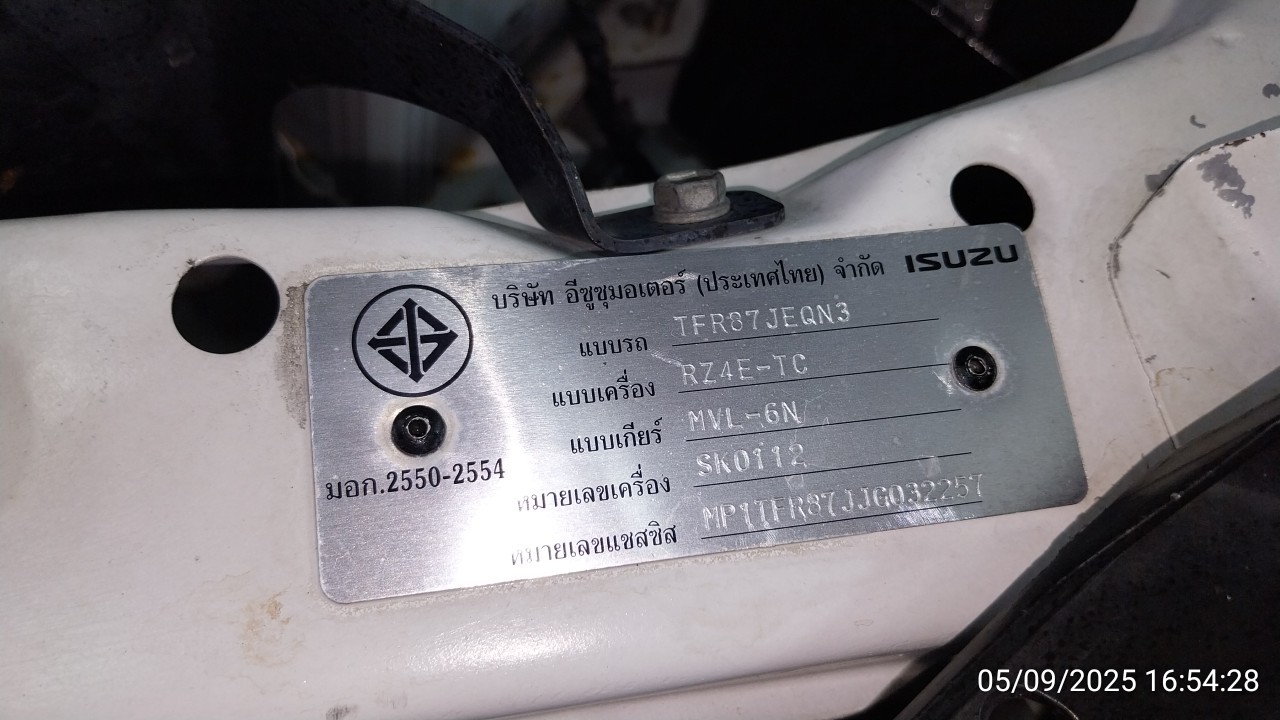 บริษัท อีซูซุมอเตอร์ (ประเทศไทย) จำกัด ISUZU
แบบรถ TFR87JEQN3
แบบเครื่อง RZ4E-TC
แบบเกียร์ MVL-6N
มอก.2550-2554
หมายเลขเครื่อง SK0112
หมายเลขแชสซิส MP1TFR87JJG032257
05/09/2025 16:54:28